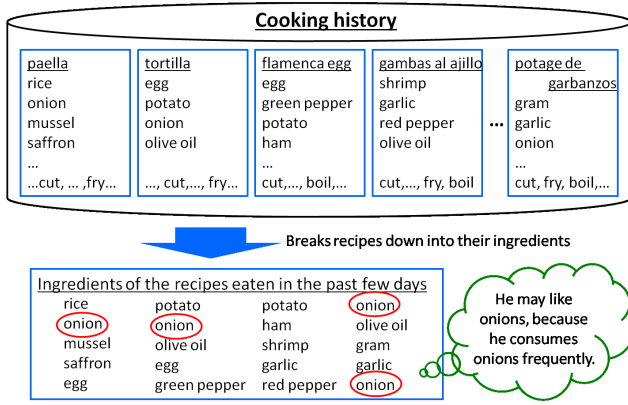 Cooking history
paella
rice
onion
mussel
saffron
...
...cut, ... ,fry...
tortilla
egg
potato
onion
olive oil
..., cut,..., fry...
flamenca egg
egg
green pepper
potato
ham
...
cut,..., boil,...
gambas al ajillo
shrimp
garlic
red pepper
olive oil
cut,..., fry, boil
...
potage de
garbanzos
gram
garlic
onion
...
cut, fry, boil,...
Breaks recipes down into their ingredients
Ingredients of the recipes eaten in the past few days
rice potato potato onion
onion onion ham olive oil
mussel olive oil shrimp gram
saffron egg garlic garlic
egg green pepper red pepper onion
He may like
onions, because
he consumes
onions frequently.